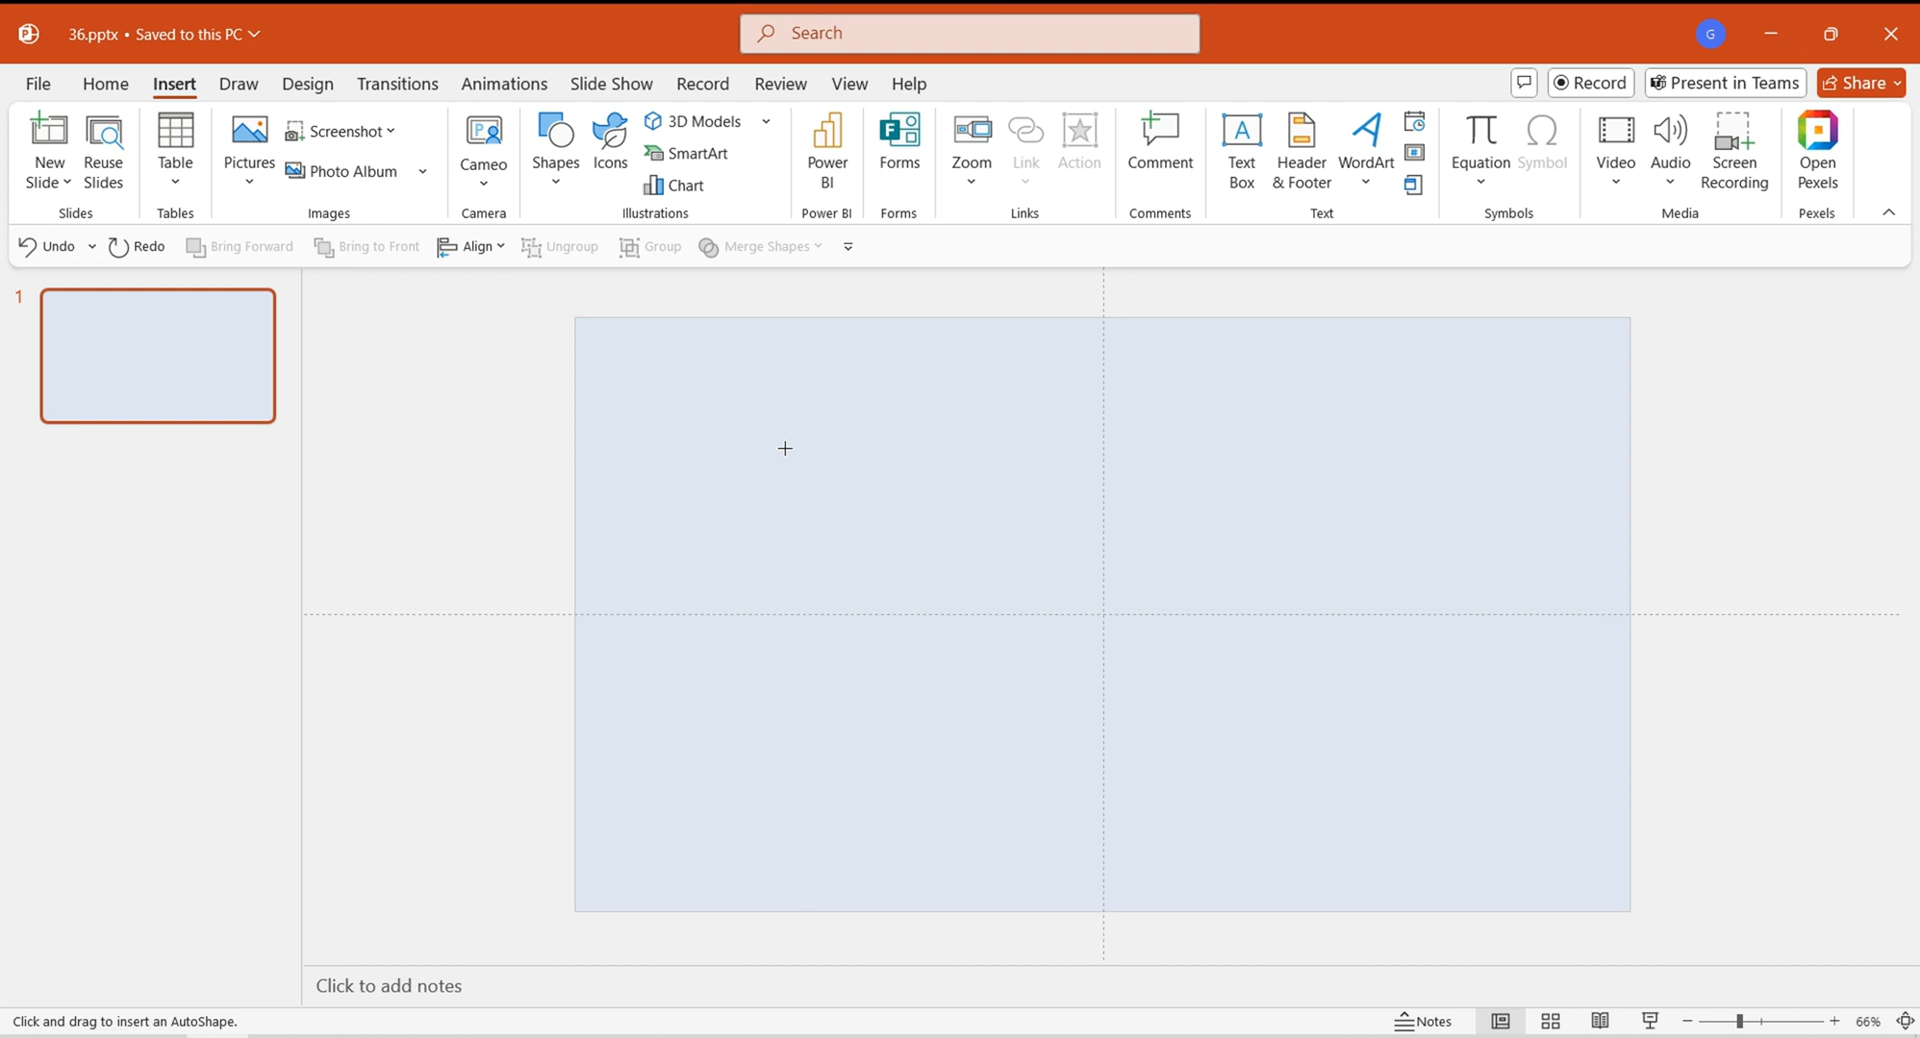 36.pptx • Saved to this PC
Search
G
File Home Insert Draw Design Transitions Animations Slide Show Record Review View Help
Record
Present in Teams
Share
New Slide
Reuse Slides
Table
Pictures
Screenshot
Photo Album
Cameo
Shapes
Icons
3D Models
SmartArt
Chart
Power BI
Forms
Zoom
Link
Action
Comment
Text Box
Header & Footer
WordArt
Equation
Symbol
Video
Audio
Screen Recording
Open Pexels
Slides Tables Images Camera Illustrations Power BI Forms Links Comments Text Symbols Media Pexels
Undo Redo Bring Forward Bring to Front Align Ungroup Group Merge Shapes
1
Click to add notes
Click and drag to insert an AutoShape.
Notes
66%